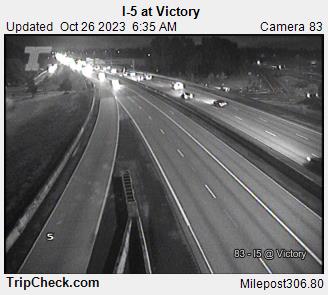 I-5 at Victory
Updated Oct 26 2023 6:35 AM Camera 83
T
S
83 - I5 @ Victory
TripCheck.com Milepost306.80